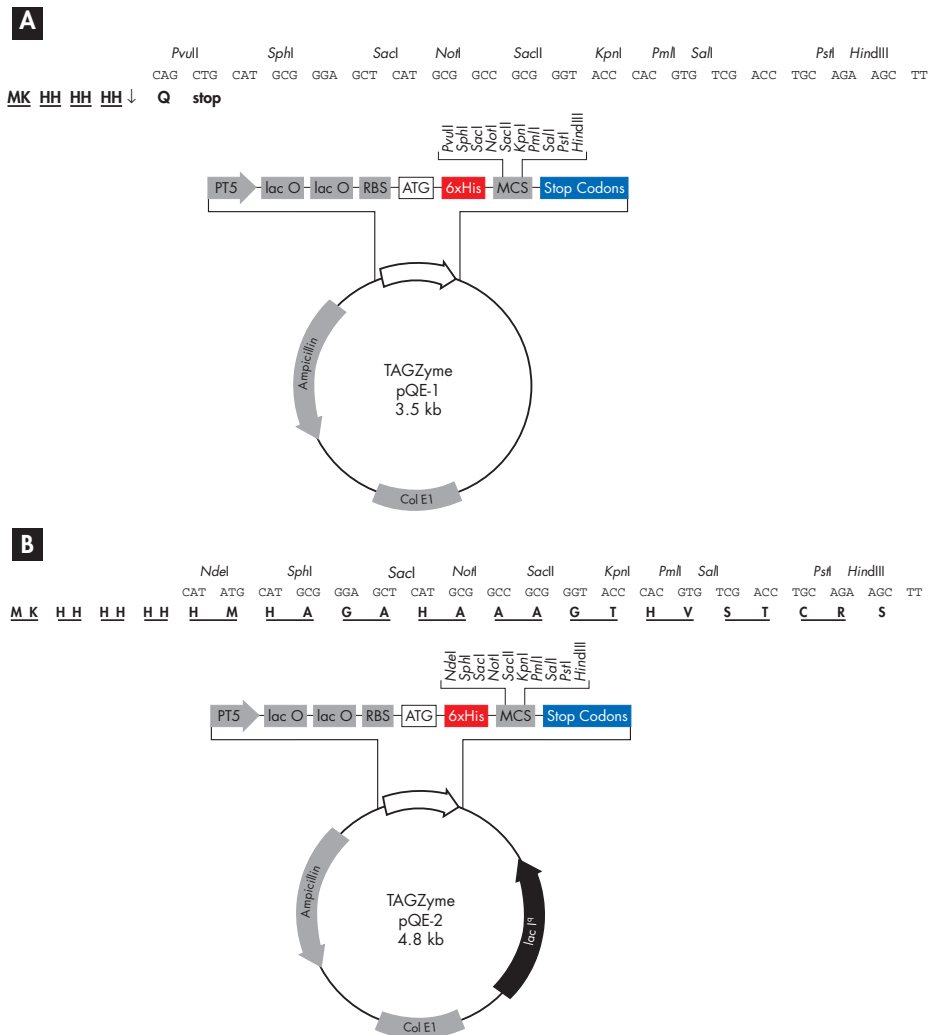 A
PvuII SphI SacI NotI SacII KpnI PmlI SalI PstI HindIII
CAG CTG CAT GCG GGA GCT CAT GCG GCC GCG GGT ACC CAC GTG TCG ACC TGC AGA AGC TT
MK HH HH HH ↓ Q stop
PvuII
SphI
SacI
NotI
SacII
KpnI
PmlI
SalI
PstI
HindIII
PT5 lac O lac O RBS ATG 6xHis MCS Stop Codons
Ampicillin
TAGZyme
pQE-1
3.5 kb
Col E1
B
NdeI SphI SacI NotI SacII KpnI PmlI SalI PstI HindIII
CAT ATG CAT GCG GGA GCT CAT GCG GCC GCG GGT ACC CAC GTG TCG ACC TGC AGA AGC TT
M K H H H H H H H M H A G A H A A A G T H V S T C R S
NdeI
SphI
SacI
NotI
SacII
KpnI
PmlI
SalI
PstI
HindIII
PT5 lac O lac O RBS ATG 6xHis MCS Stop Codons
Ampicillin
TAGZyme
pQE-2
4.8 kb
lac Iq
Col E1